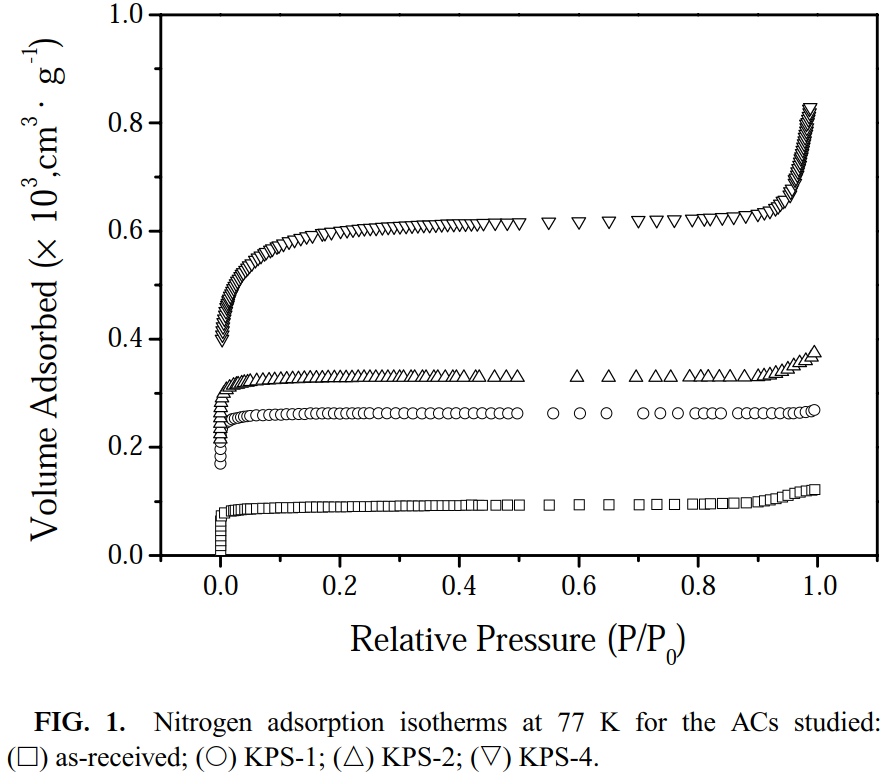 1.0
0.8
0.6
0.4
0.2
0.0
Volume Adsorbed (× 10³,cm³ · g⁻¹)
0.0 0.2 0.4 0.6 0.8 1.0
Relative Pressure (P/P₀)
FIG. 1. Nitrogen adsorption isotherms at 77 K for the ACs studied:
(□) as-received; (○) KPS-1; (△) KPS-2; (▽) KPS-4.